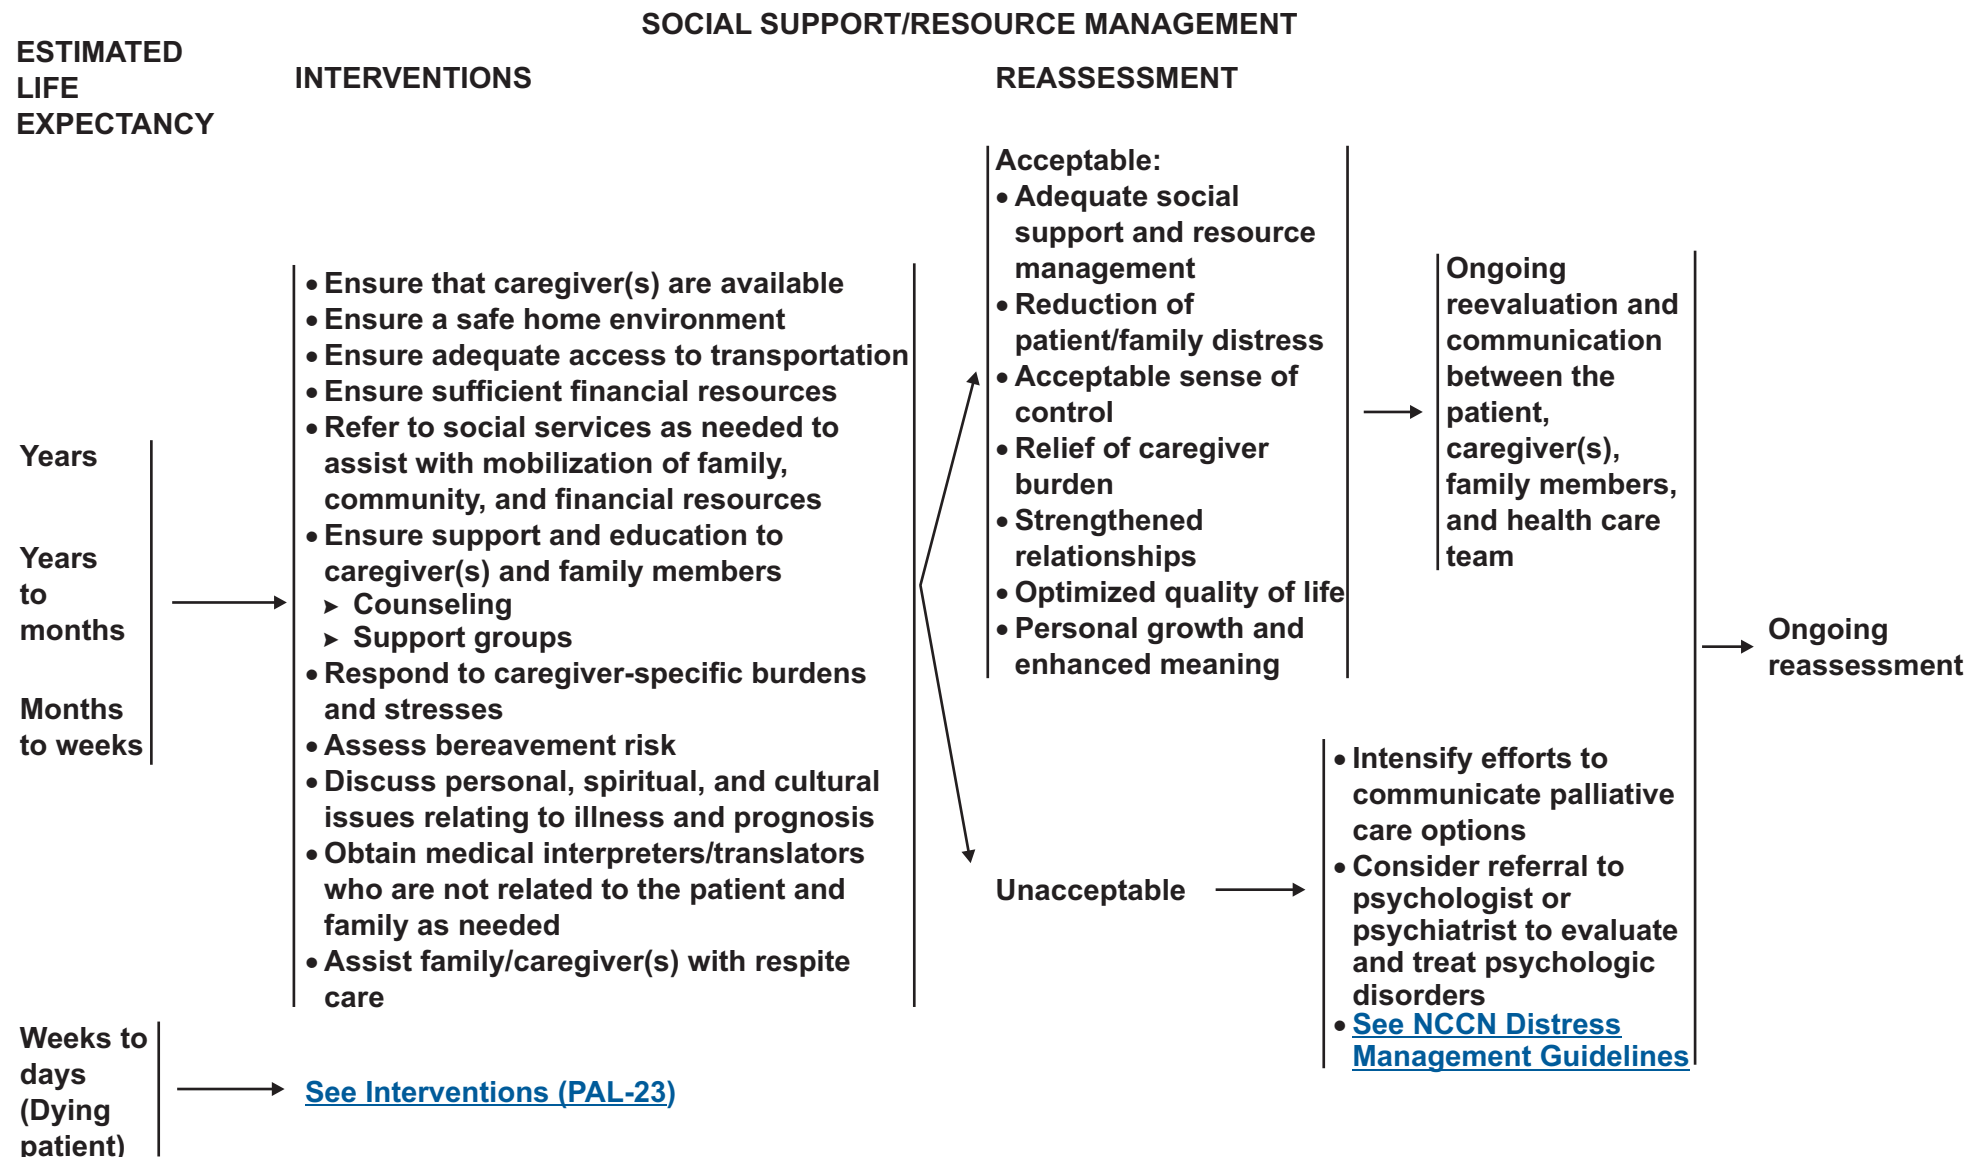 SOCIAL SUPPORT/RESOURCE MANAGEMENT
ESTIMATED
LIFE
EXPECTANCY
INTERVENTIONS
REASSESSMENT
Years
Years
to
months
Months
to weeks
• Ensure that caregiver(s) are available
• Ensure a safe home environment
• Ensure adequate access to transportation
• Ensure sufficient financial resources
• Refer to social services as needed to
assist with mobilization of family,
community, and financial resources
• Ensure support and education to
caregiver(s) and family members
➤ Counseling
➤ Support groups
• Respond to caregiver-specific burdens
and stresses
• Assess bereavement risk
• Discuss personal, spiritual, and cultural
issues relating to illness and prognosis
• Obtain medical interpreters/translators
who are not related to the patient and
family as needed
• Assist family/caregiver(s) with respite
care
Acceptable:
• Adequate social
support and resource
management
• Reduction of
patient/family distress
• Acceptable sense of
control
• Relief of caregiver
burden
• Strengthened
relationships
• Optimized quality of life
• Personal growth and
enhanced meaning
Ongoing
reevaluation and
communication
between the
patient,
caregiver(s),
family members,
and health care
team
Unacceptable
• Intensify efforts to
communicate palliative
care options
• Consider referral to
psychologist or
psychiatrist to evaluate
and treat psychologic
disorders
• See NCCN Distress
Management Guidelines
Ongoing
reassessment
Weeks to
days
(Dying
patient)
See Interventions (PAL-23)